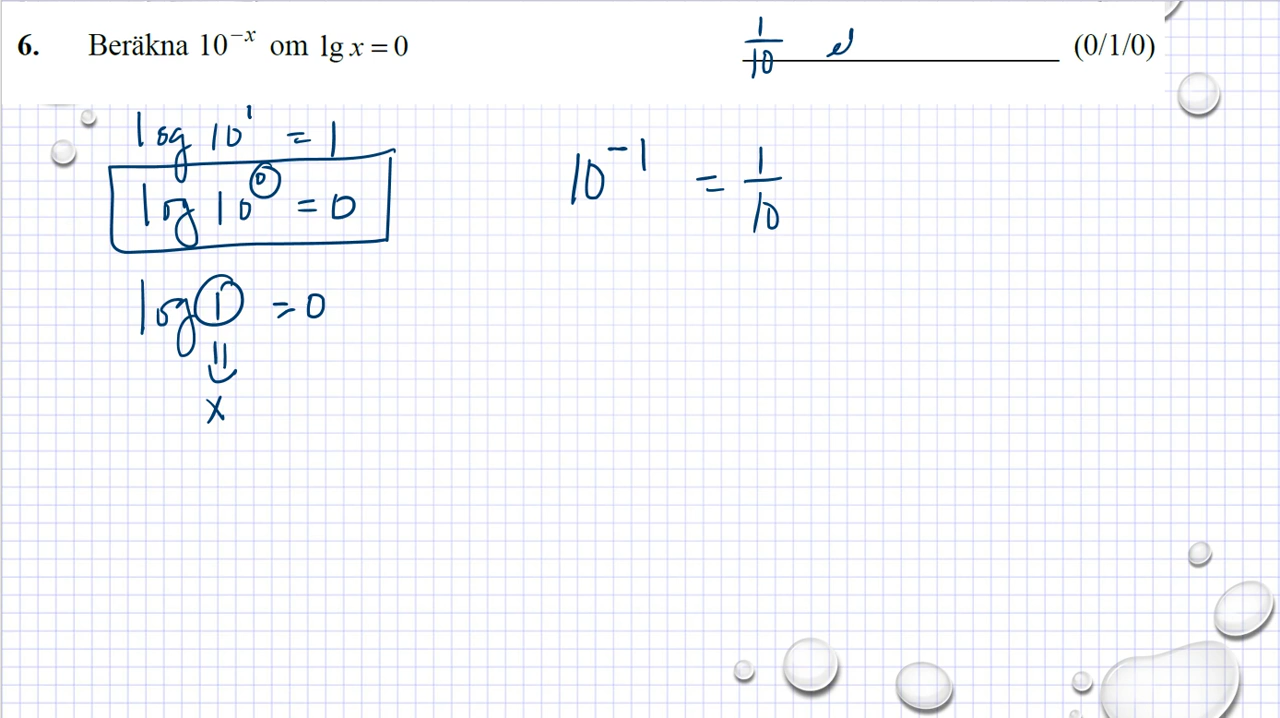 6. Beräkna 10^{-x} om lg x = 0 1/10 el (0/1/0)
log 10^1 = 1
log 10^0 = 0
10^{-1} = 1/10
log 1 = 0
x